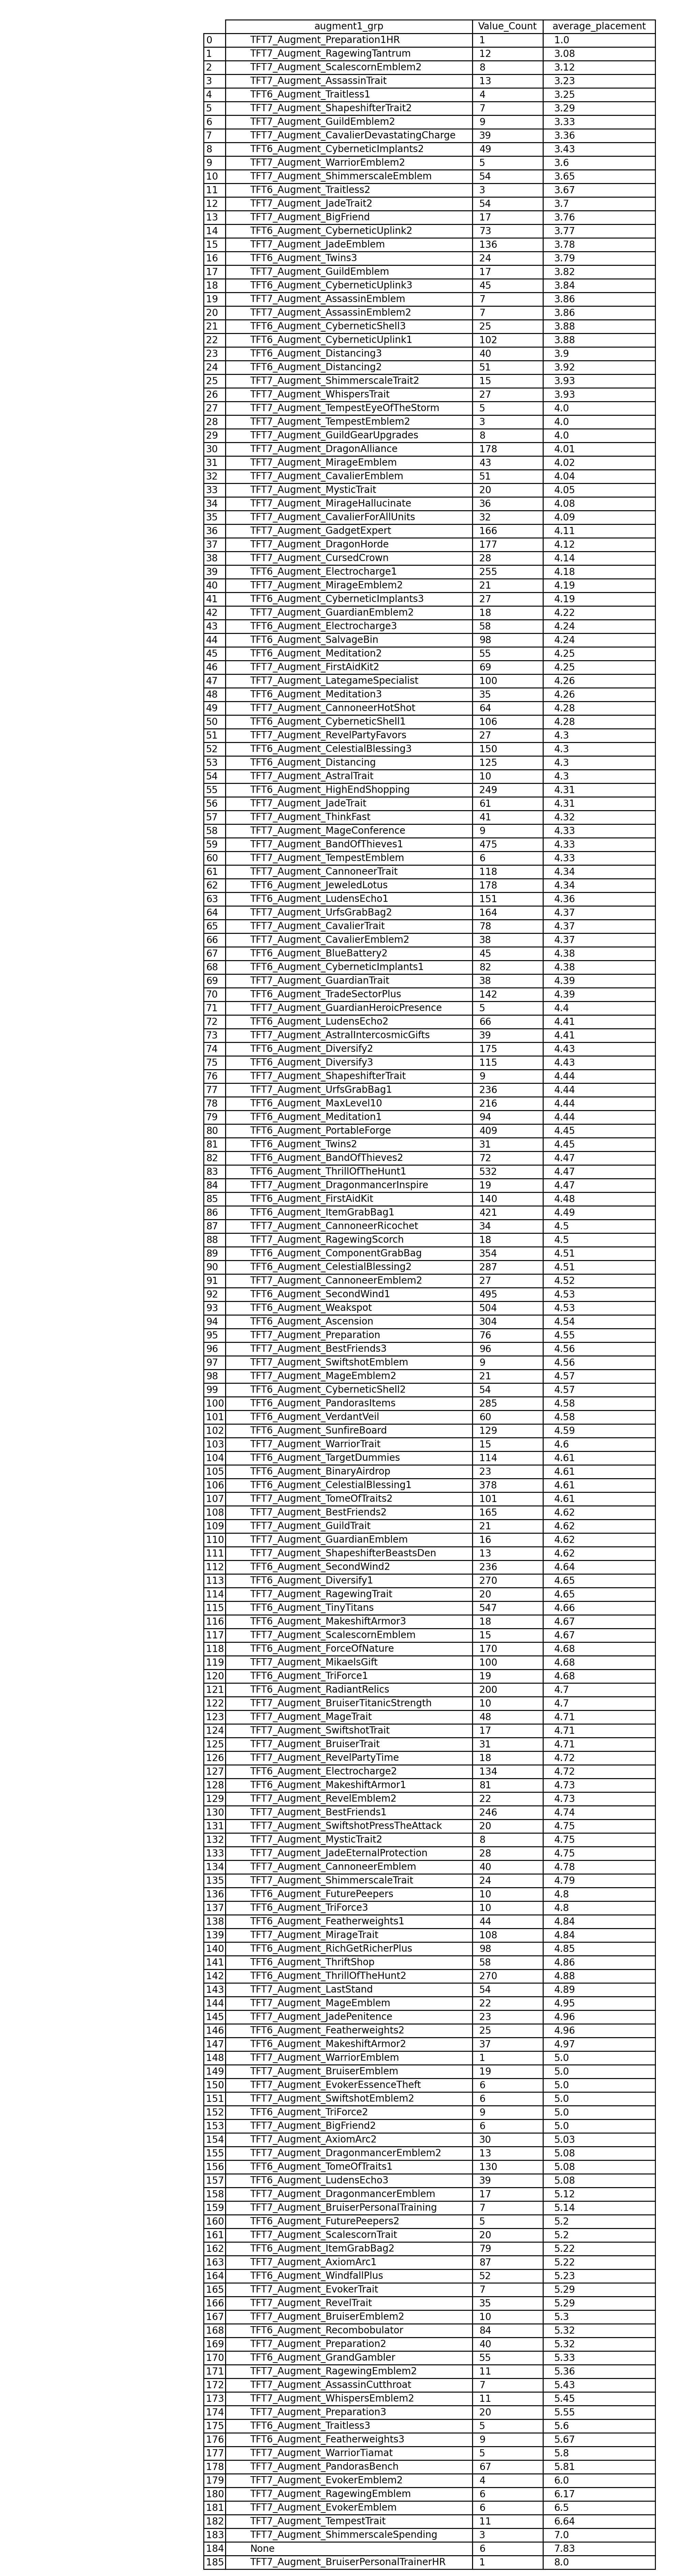 augment1_grp Value_Count average_placement
0 TFT7_Augment_Preparation1HR 1 1.0
1 TFT7_Augment_RagewingTantrum 12 3.08
2 TFT7_Augment_ScalescornEmblem2 8 3.12
3 TFT7_Augment_AssassinTrait 13 3.23
4 TFT6_Augment_Traitless1 4 3.25
5 TFT7_Augment_ShapeshifterTrait2 7 3.29
6 TFT7_Augment_GuildEmblem2 9 3.33
7 TFT7_Augment_CavalierDevastatingCharge 39 3.36
8 TFT6_Augment_CyberneticImplants2 49 3.43
9 TFT7_Augment_WarriorEmblem2 5 3.6
10 TFT7_Augment_ShimmerscaleEmblem 54 3.65
11 TFT6_Augment_Traitless2 3 3.67
12 TFT7_Augment_JadeTrait2 54 3.7
13 TFT7_Augment_BigFriend 17 3.76
14 TFT6_Augment_CyberneticUplink2 73 3.77
15 TFT7_Augment_JadeEmblem 136 3.78
16 TFT6_Augment_Twins3 24 3.79
17 TFT7_Augment_GuildEmblem 17 3.82
18 TFT6_Augment_CyberneticUplink3 45 3.84
19 TFT7_Augment_AssassinEmblem 7 3.86
20 TFT7_Augment_AssassinEmblem2 7 3.86
21 TFT6_Augment_CyberneticShell3 25 3.88
22 TFT6_Augment_CyberneticUplink1 102 3.88
23 TFT6_Augment_Distancing3 40 3.9
24 TFT6_Augment_Distancing2 51 3.92
25 TFT7_Augment_ShimmerscaleTrait2 15 3.93
26 TFT7_Augment_WhispersTrait 27 3.93
27 TFT7_Augment_TempestEyeOfTheStorm 5 4.0
28 TFT7_Augment_TempestEmblem2 3 4.0
29 TFT7_Augment_GuildGearUpgrades 8 4.0
30 TFT7_Augment_DragonAlliance 178 4.01
31 TFT7_Augment_MirageEmblem 43 4.02
32 TFT7_Augment_CavalierEmblem 51 4.04
33 TFT7_Augment_MysticTrait 20 4.05
34 TFT7_Augment_MirageHallucinate 36 4.08
35 TFT7_Augment_CavalierForAllUnits 32 4.09
36 TFT7_Augment_GadgetExpert 166 4.11
37 TFT7_Augment_DragonHorde 177 4.12
38 TFT7_Augment_CursedCrown 28 4.14
39 TFT6_Augment_Electrocharge1 255 4.18
40 TFT7_Augment_MirageEmblem2 21 4.19
41 TFT6_Augment_CyberneticImplants3 27 4.19
42 TFT7_Augment_GuardianEmblem2 18 4.22
43 TFT6_Augment_Electrocharge3 58 4.24
44 TFT6_Augment_SalvageBin 98 4.24
45 TFT6_Augment_Meditation2 55 4.25
46 TFT7_Augment_FirstAidKit2 69 4.25
47 TFT7_Augment_LategameSpecialist 100 4.26
48 TFT6_Augment_Meditation3 35 4.26
49 TFT7_Augment_CannoneerHotShot 64 4.28
50 TFT6_Augment_CyberneticShell1 106 4.28
51 TFT7_Augment_RevelPartyFavors 27 4.3
52 TFT6_Augment_CelestialBlessing3 150 4.3
53 TFT6_Augment_Distancing 125 4.3
54 TFT7_Augment_AstralTrait 10 4.3
55 TFT6_Augment_HighEndShopping 249 4.31
56 TFT7_Augment_JadeTrait 61 4.31
57 TFT7_Augment_ThinkFast 41 4.32
58 TFT7_Augment_MageConference 9 4.33
59 TFT7_Augment_BandOfThieves1 475 4.33
60 TFT7_Augment_TempestEmblem 6 4.33
61 TFT7_Augment_CannoneerTrait 118 4.34
62 TFT6_Augment_JeweledLotus 178 4.34
63 TFT6_Augment_LudensEcho1 151 4.36
64 TFT7_Augment_UrfsGrabBag2 164 4.37
65 TFT7_Augment_CavalierTrait 78 4.37
66 TFT7_Augment_CavalierEmblem2 38 4.37
67 TFT6_Augment_BlueBattery2 45 4.38
68 TFT6_Augment_CyberneticImplants1 82 4.38
69 TFT7_Augment_GuardianTrait 38 4.39
70 TFT6_Augment_TradeSectorPlus 142 4.39
71 TFT7_Augment_GuardianHeroicPresence 5 4.4
72 TFT6_Augment_LudensEcho2 66 4.41
73 TFT7_Augment_AstralIntercosmicGifts 39 4.41
74 TFT6_Augment_Diversify2 175 4.43
75 TFT6_Augment_Diversify3 115 4.43
76 TFT7_Augment_ShapeshifterTrait 9 4.44
77 TFT7_Augment_UrfsGrabBag1 236 4.44
78 TFT6_Augment_MaxLevel10 216 4.44
79 TFT6_Augment_Meditation1 94 4.44
80 TFT6_Augment_PortableForge 409 4.45
81 TFT6_Augment_Twins2 31 4.45
82 TFT7_Augment_BandOfThieves2 72 4.47
83 TFT6_Augment_ThrillOfTheHunt1 532 4.47
84 TFT7_Augment_DragonmancerInspire 19 4.47
85 TFT6_Augment_FirstAidKit 140 4.48
86 TFT6_Augment_ItemGrabBag1 421 4.49
87 TFT7_Augment_CannoneerRicochet 34 4.5
88 TFT7_Augment_RagewingScorch 18 4.5
89 TFT6_Augment_ComponentGrabBag 354 4.51
90 TFT6_Augment_CelestialBlessing2 287 4.51
91 TFT7_Augment_CannoneerEmblem2 27 4.52
92 TFT6_Augment_SecondWind1 495 4.53
93 TFT6_Augment_Weakspot 504 4.53
94 TFT6_Augment_Ascension 304 4.54
95 TFT7_Augment_Preparation 76 4.55
96 TFT7_Augment_BestFriends3 96 4.56
97 TFT7_Augment_SwiftshotEmblem 9 4.56
98 TFT7_Augment_MageEmblem2 21 4.57
99 TFT6_Augment_CyberneticShell2 54 4.57
100 TFT6_Augment_PandorasItems 285 4.58
101 TFT6_Augment_VerdantVeil 60 4.58
102 TFT6_Augment_SunfireBoard 129 4.59
103 TFT7_Augment_WarriorTrait 15 4.6
104 TFT6_Augment_TargetDummies 114 4.61
105 TFT6_Augment_BinaryAirdrop 23 4.61
106 TFT6_Augment_CelestialBlessing1 378 4.61
107 TFT7_Augment_TomeOfTraits2 101 4.61
108 TFT7_Augment_BestFriends2 165 4.62
109 TFT7_Augment_GuildTrait 21 4.62
110 TFT7_Augment_GuardianEmblem 16 4.62
111 TFT7_Augment_ShapeshifterBeastsDen 13 4.62
112 TFT6_Augment_SecondWind2 236 4.64
113 TFT6_Augment_Diversify1 270 4.65
114 TFT7_Augment_RagewingTrait 20 4.65
115 TFT6_Augment_TinyTitans 547 4.66
116 TFT6_Augment_MakeshiftArmor3 18 4.67
117 TFT7_Augment_ScalescornEmblem 15 4.67
118 TFT6_Augment_ForceOfNature 170 4.68
119 TFT7_Augment_MikaelsGift 100 4.68
120 TFT6_Augment_TriForce1 19 4.68
121 TFT6_Augment_RadiantRelics 200 4.7
122 TFT7_Augment_BruiserTitanicStrength 10 4.7
123 TFT7_Augment_MageTrait 48 4.71
124 TFT7_Augment_SwiftshotTrait 17 4.71
125 TFT7_Augment_BruiserTrait 31 4.71
126 TFT7_Augment_RevelPartyTime 18 4.72
127 TFT6_Augment_Electrocharge2 134 4.72
128 TFT6_Augment_MakeshiftArmor1 81 4.73
129 TFT7_Augment_RevelEmblem2 22 4.73
130 TFT7_Augment_BestFriends1 246 4.74
131 TFT7_Augment_SwiftshotPressTheAttack 20 4.75
132 TFT7_Augment_MysticTrait2 8 4.75
133 TFT7_Augment_JadeEternalProtection 28 4.75
134 TFT7_Augment_CannoneerEmblem 40 4.78
135 TFT7_Augment_ShimmerscaleTrait 24 4.79
136 TFT6_Augment_FuturePeepers 10 4.8
137 TFT6_Augment_TriForce3 10 4.8
138 TFT6_Augment_Featherweights1 44 4.84
139 TFT7_Augment_MirageTrait 108 4.84
140 TFT6_Augment_RichGetRicherPlus 98 4.85
141 TFT6_Augment_ThriftShop 58 4.86
142 TFT6_Augment_ThrillOfTheHunt2 270 4.88
143 TFT7_Augment_LastStand 54 4.89
144 TFT7_Augment_MageEmblem 22 4.95
145 TFT7_Augment_JadePenitence 23 4.96
146 TFT6_Augment_Featherweights2 25 4.96
147 TFT6_Augment_MakeshiftArmor2 37 4.97
148 TFT7_Augment_WarriorEmblem 1 5.0
149 TFT7_Augment_BruiserEmblem 19 5.0
150 TFT7_Augment_EvokerEssenceTheft 6 5.0
151 TFT7_Augment_SwiftshotEmblem2 6 5.0
152 TFT6_Augment_TriForce2 9 5.0
153 TFT7_Augment_BigFriend2 6 5.0
154 TFT7_Augment_AxiomArc2 30 5.03
155 TFT7_Augment_DragonmancerEmblem2 13 5.08
156 TFT6_Augment_TomeOfTraits1 130 5.08
157 TFT6_Augment_LudensEcho3 39 5.08
158 TFT7_Augment_DragonmancerEmblem 17 5.12
159 TFT7_Augment_BruiserPersonalTraining 7 5.14
160 TFT6_Augment_FuturePeepers2 5 5.2
161 TFT7_Augment_ScalescornTrait 20 5.2
162 TFT6_Augment_ItemGrabBag2 79 5.22
163 TFT7_Augment_AxiomArc1 87 5.22
164 TFT6_Augment_WindfallPlus 52 5.23
165 TFT7_Augment_EvokerTrait 7 5.29
166 TFT7_Augment_RevelTrait 35 5.29
167 TFT7_Augment_BruiserEmblem2 10 5.3
168 TFT6_Augment_Recombobulator 84 5.32
169 TFT7_Augment_Preparation2 40 5.32
170 TFT6_Augment_GrandGambler 55 5.33
171 TFT7_Augment_RagewingEmblem2 11 5.36
172 TFT7_Augment_AssassinCutthroat 7 5.43
173 TFT7_Augment_WhispersEmblem2 11 5.45
174 TFT7_Augment_Preparation3 20 5.55
175 TFT6_Augment_Traitless3 5 5.6
176 TFT6_Augment_Featherweights3 9 5.67
177 TFT7_Augment_WarriorTiamat 5 5.8
178 TFT7_Augment_PandorasBench 67 5.81
179 TFT7_Augment_EvokerEmblem2 4 6.0
180 TFT7_Augment_RagewingEmblem 6 6.17
181 TFT7_Augment_EvokerEmblem 6 6.5
182 TFT7_Augment_TempestTrait 11 6.64
183 TFT7_Augment_ShimmerscaleSpending 3 7.0
184 None 6 7.83
185 TFT7_Augment_BruiserPersonalTrainerHR 1 8.0